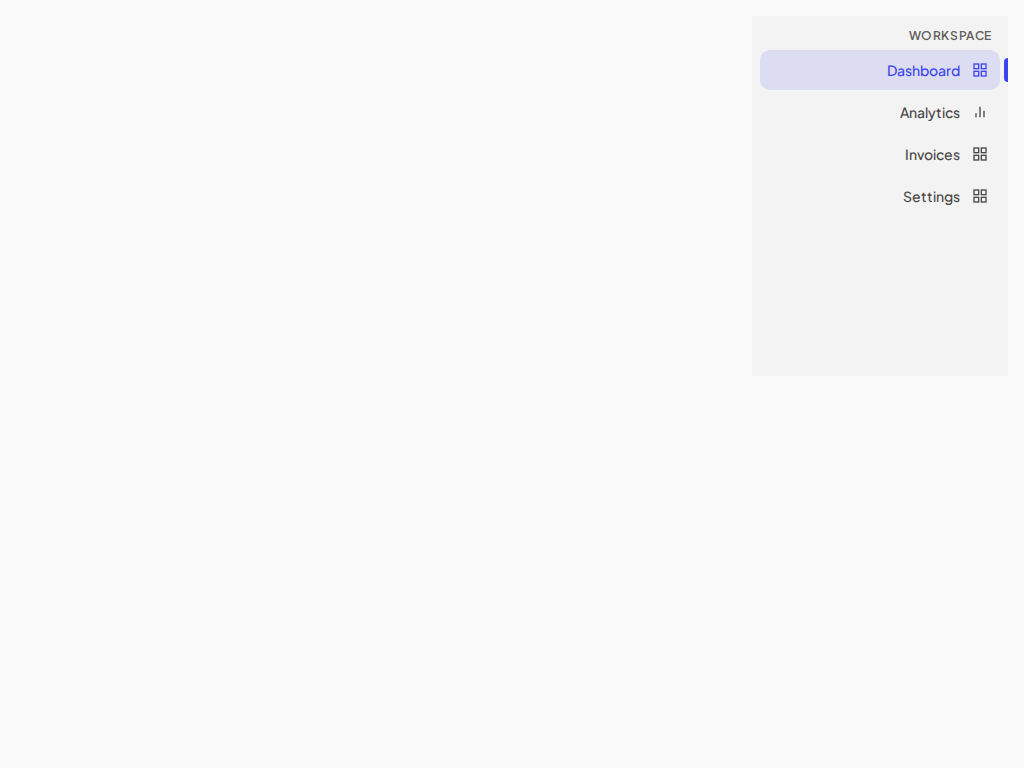 WORKSPACE
Dashboard
Analytics
Invoices
Settings